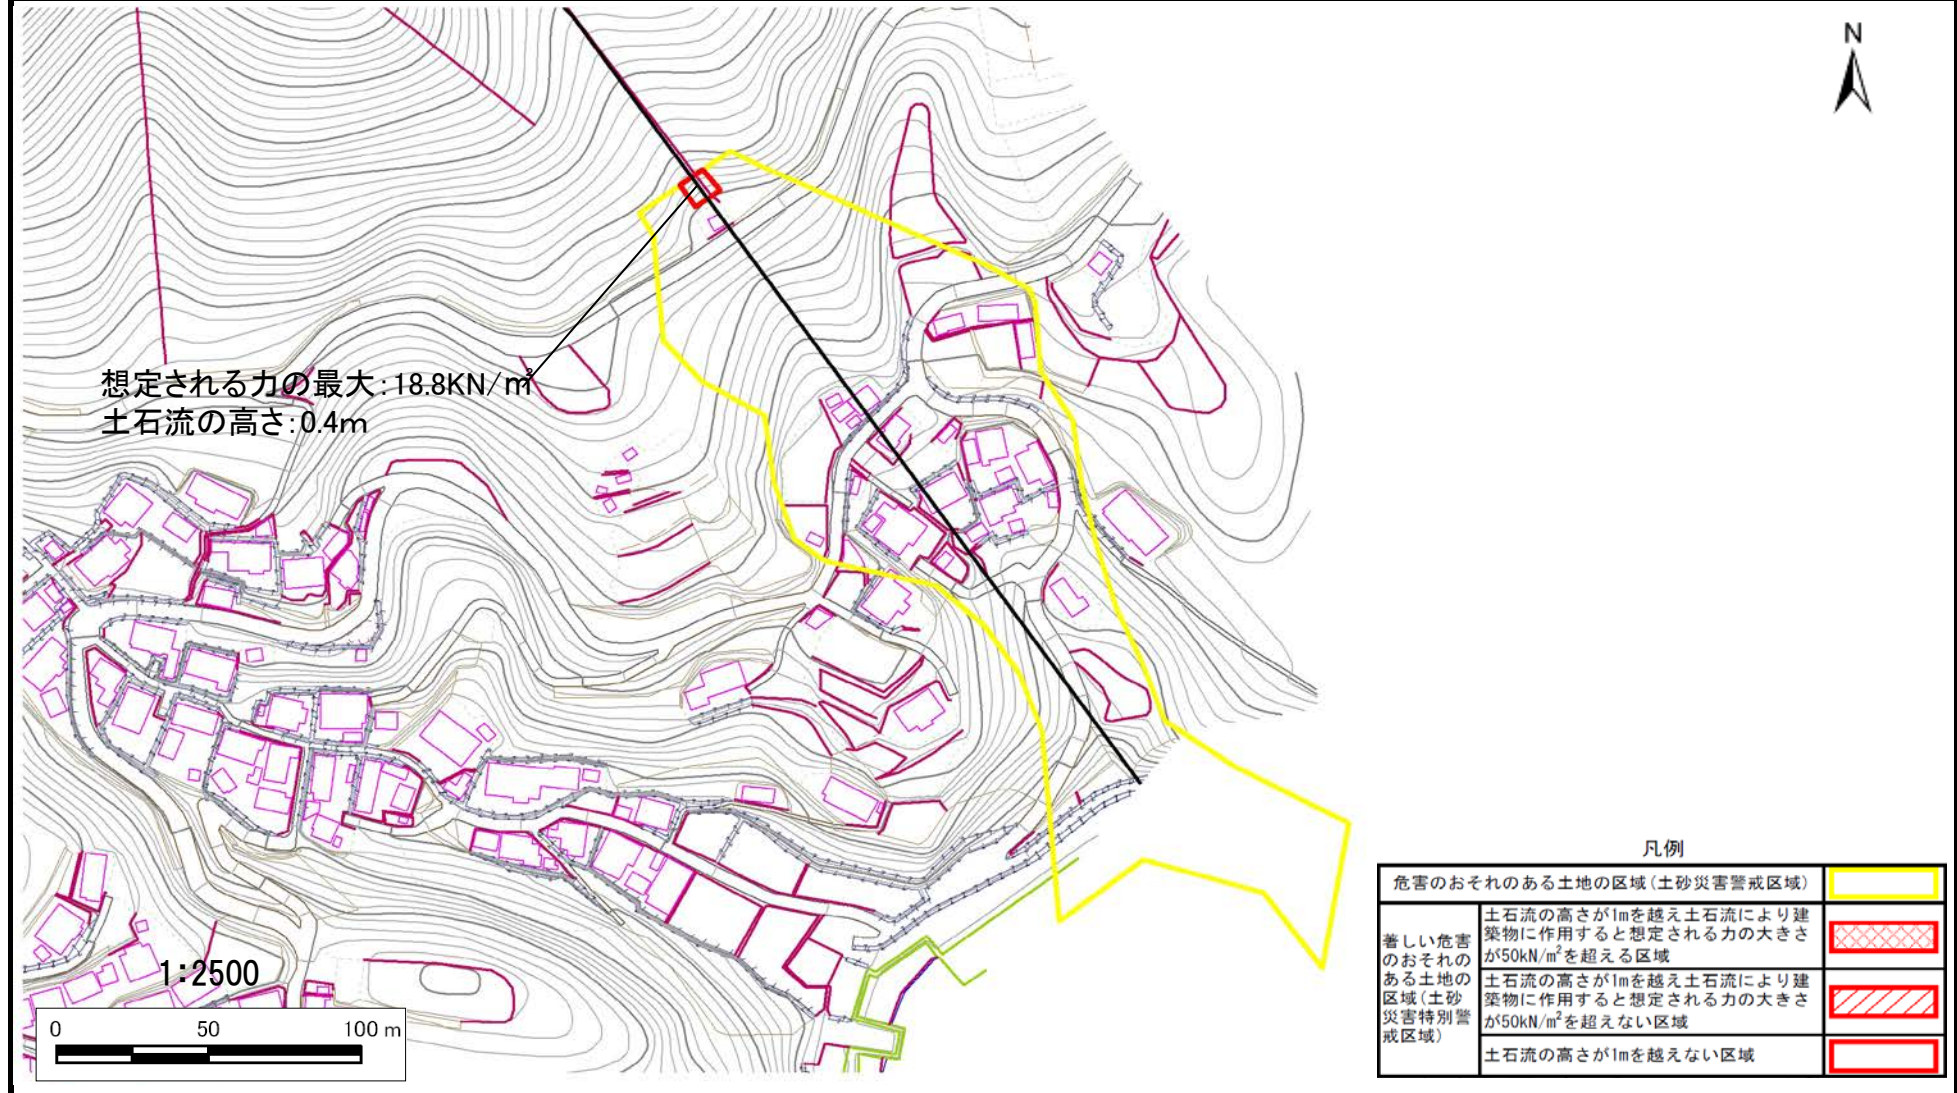 N
想定される力の最大：18.8KN/㎡
土石流の高さ：0.4m
1:2500
0 50 100 m
凡例
危害のおそれのある土地の区域（土砂災害警戒区域）
著しい危害
のおそれの
ある土地の
区域（土砂
災害特別警
戒区域）
土石流の高さが1mを越え土石流により建
築物に作用すると想定される力の大きさ
が50kN/㎡を超える区域
土石流の高さが1mを越え土石流により建
築物に作用すると想定される力の大きさ
が50kN/㎡を超えない区域
土石流の高さが1mを越えない区域